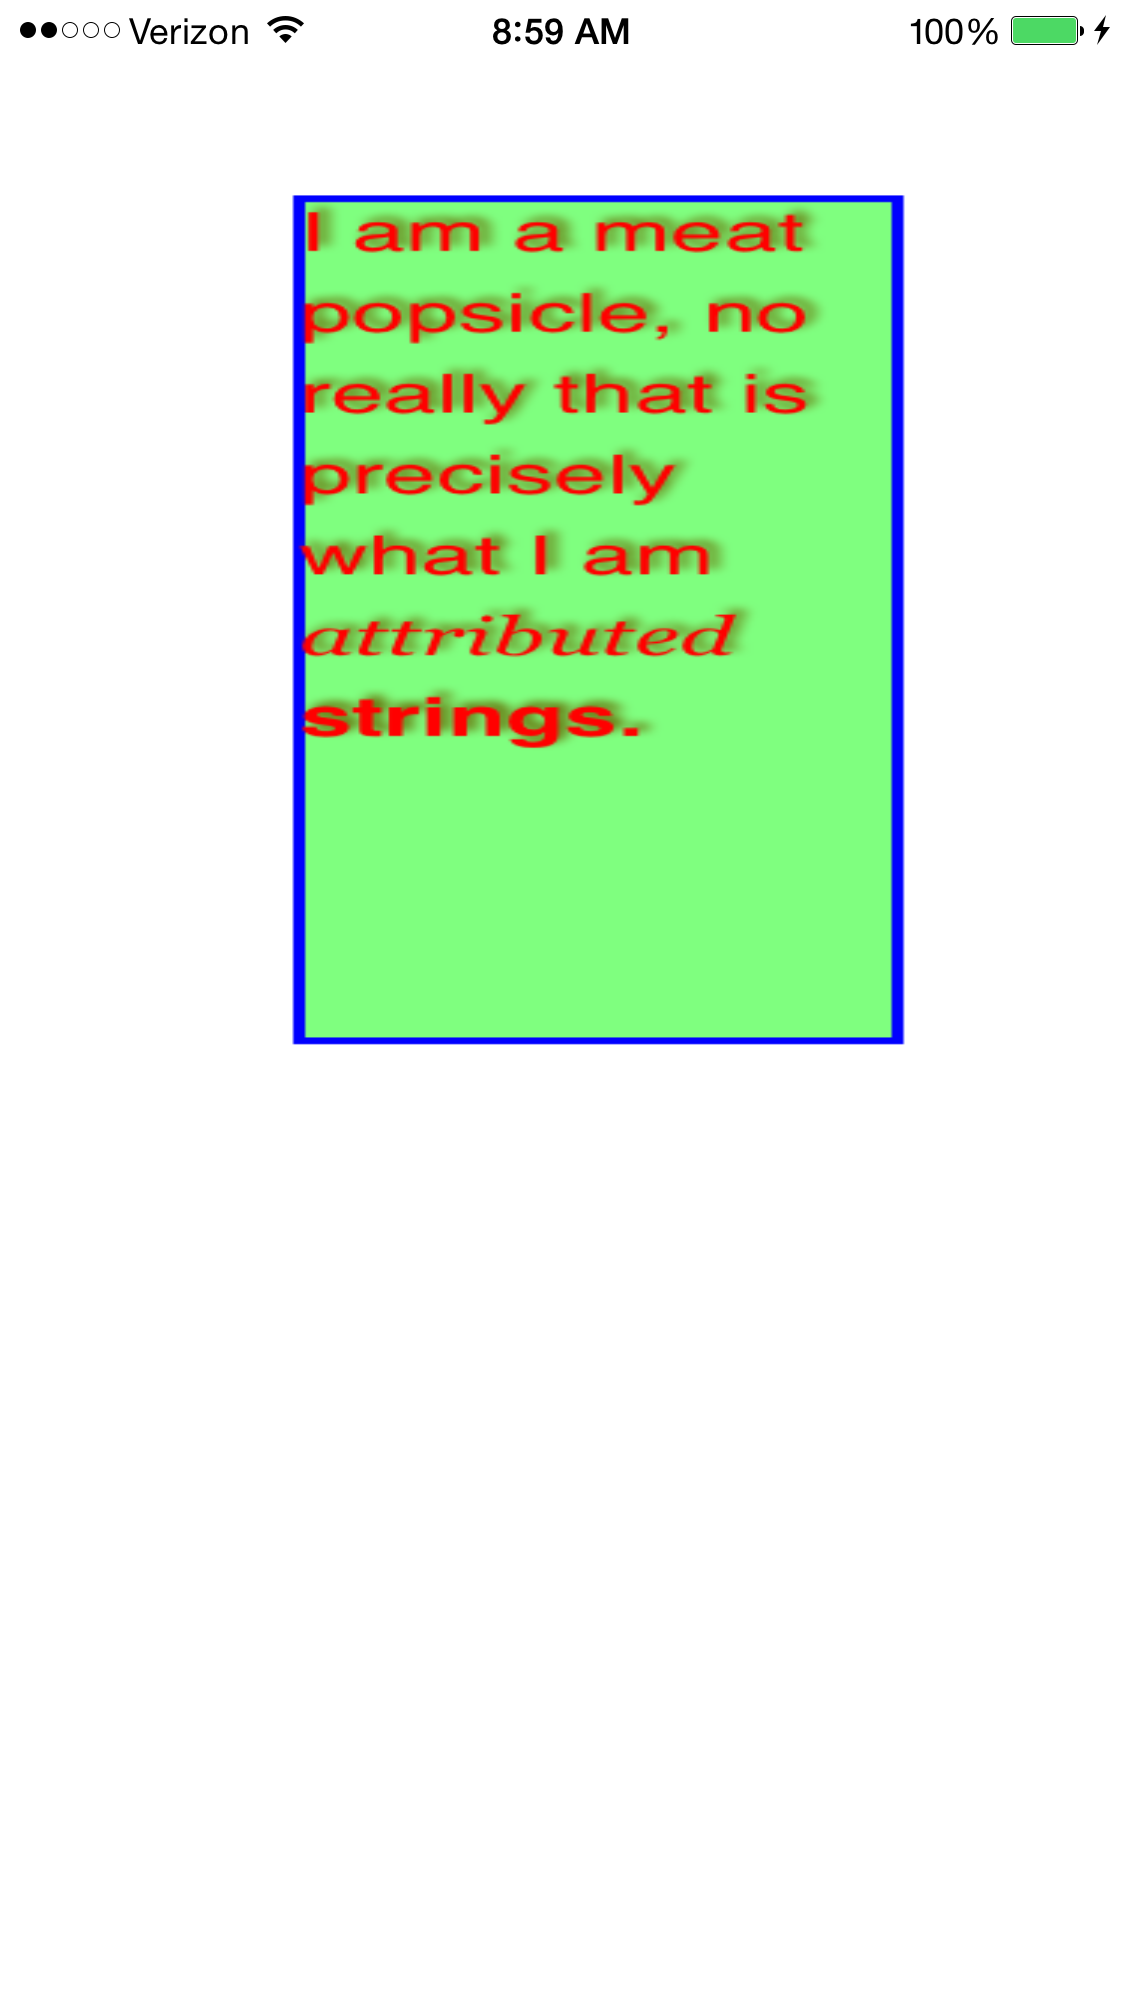 Verizon 8:59 AM 100%
I am a meat
popsicle, no
really that is
precisely
what I am
attributed
strings.